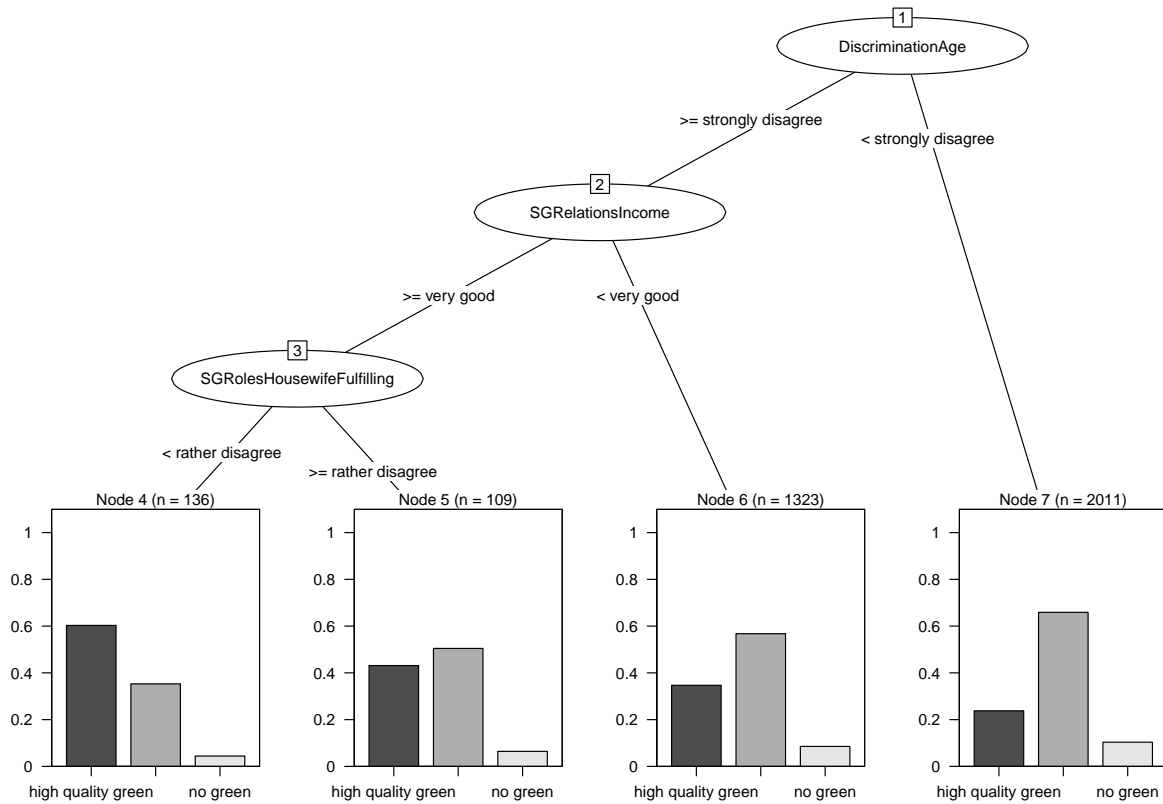 1
DiscriminationAge
>= strongly disagree
< strongly disagree
2
SGRelationsIncome
>= very good
< very good
3
SGRolesHousewifeFulfilling
< rather disagree
>= rather disagree
Node 4 (n = 136)
1
0.8
0.6
0.4
0.2
0
high quality green
no green
Node 5 (n = 109)
1
0.8
0.6
0.4
0.2
0
high quality green
no green
Node 6 (n = 1323)
1
0.8
0.6
0.4
0.2
0
high quality green
no green
Node 7 (n = 2011)
1
0.8
0.6
0.4
0.2
0
high quality green
no green